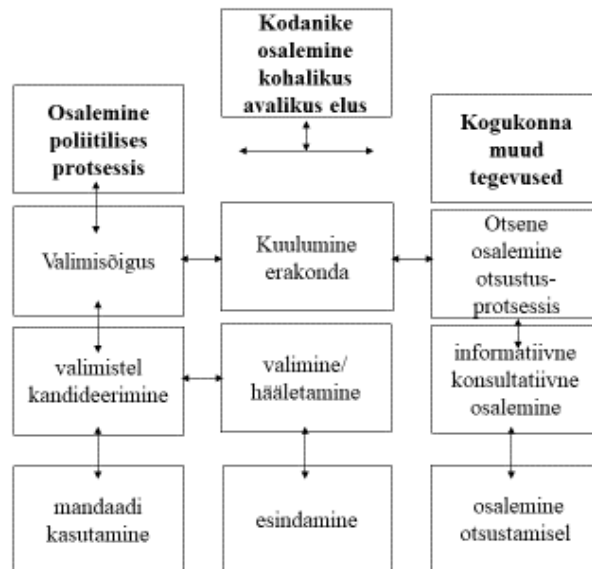 Kodanike
osalemine
kohalikus
avalikus elus
Osalemine
poliitilises
protsessis
Kogukonna
muud
tegevused
Valimisõigus
Kuulumine
erakonda
Otsene
osalemine
otsustus-
protsessis
valimistel
kandideerimine
valimine/
hääletamine
informatiivne
konsultatiivne
osalemine
mandaadi
kasutamine
esindamine
osalemine
otsustamisel